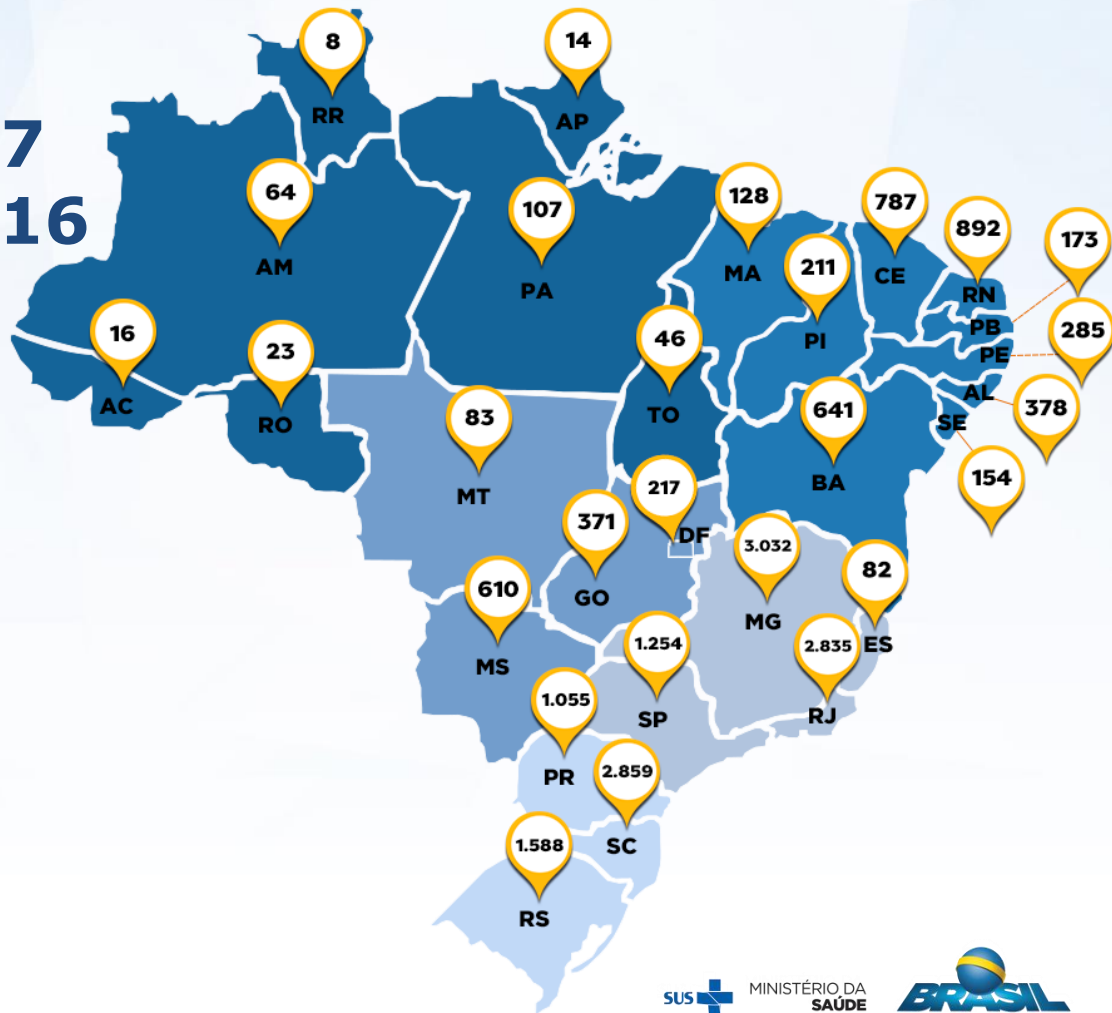 8
RR
14
AP
7
16
64
AM
107
PA
128
MA
787
CE
892
RN
173
PB
211
PI
285
PE
16
AC
23
RO
46
TO
AL
378
SE
154
83
MT
641
BA
217
DF
371
GO
3.032
MG
82
ES
610
MS
1.254
SP
2.835
RJ
1.055
PR
2.859
SC
1.588
RS
SUS
MINISTÉRIO DA
SAÚDE
BRASIL